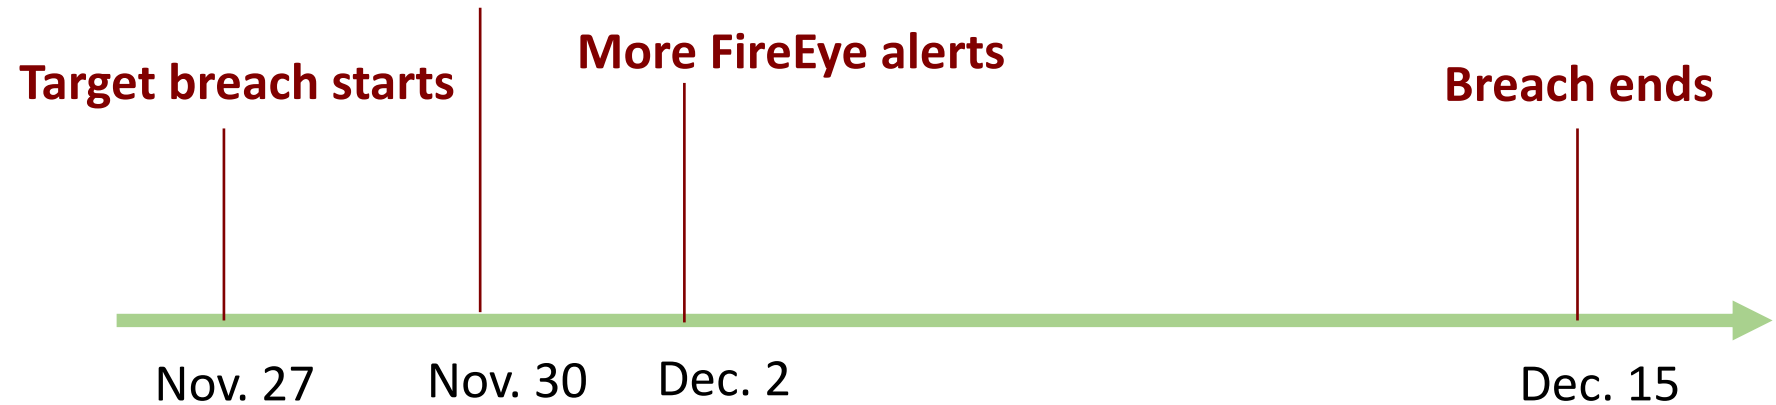 More FireEye alerts
Target breach starts
Breach ends
Nov. 27
Nov. 30
Dec. 2
Dec. 15